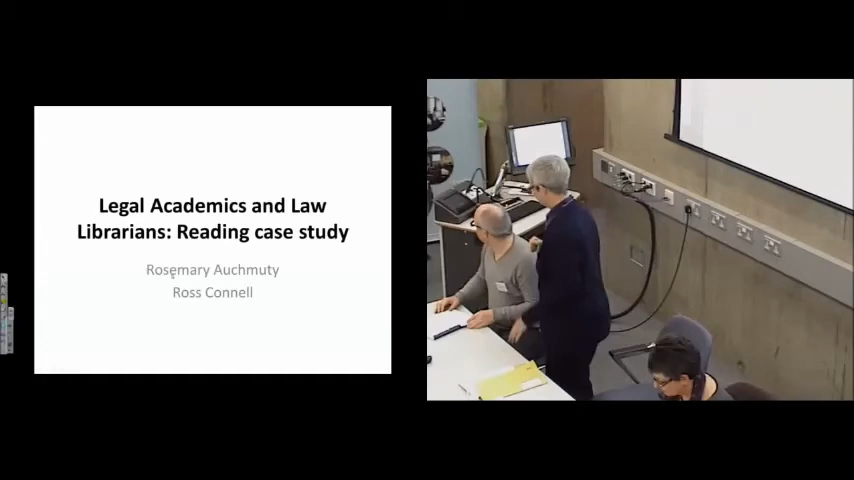 Legal Academics and Law
Librarians: Reading case study
Rosemary Auchmuty
Ross Connell